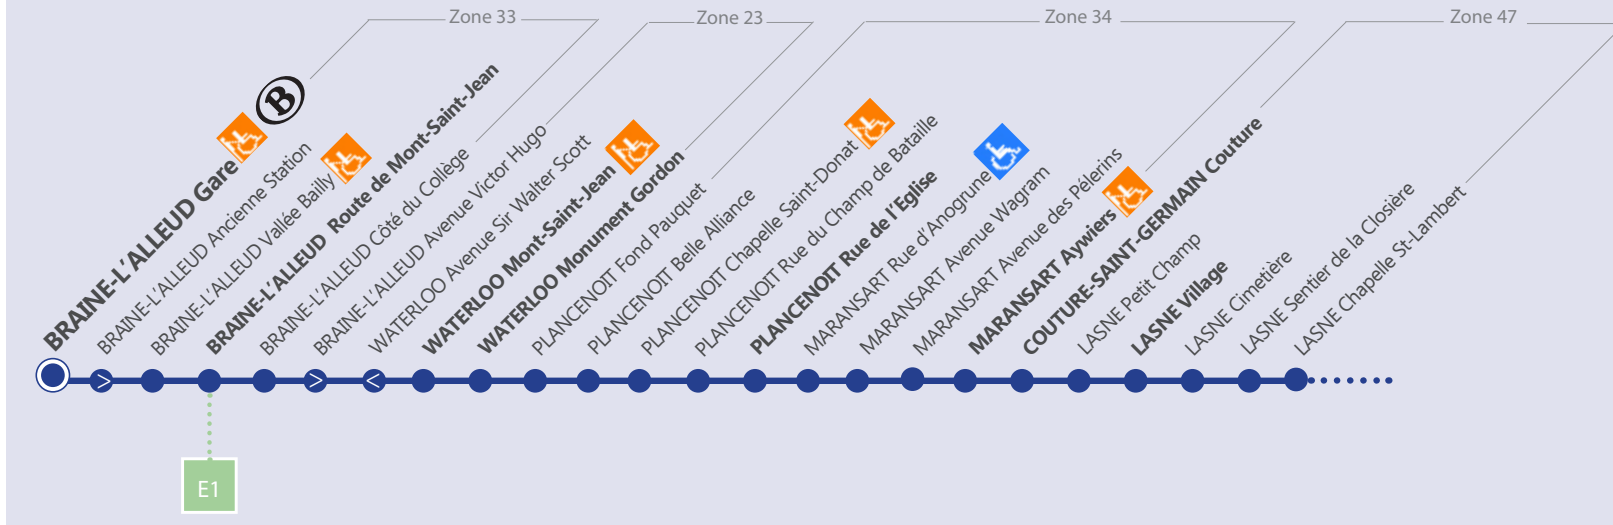 Zone 33
Zone 23
Zone 34
Zone 47
B
BRAINE-L'ALLEUD Gare
BRAINE-L'ALLEUD Ancienne Station
BRAINE-L'ALLEUD Vallée Bailly
BRAINE-L'ALLEUD Route de Mont-Saint-Jean
BRAINE-L'ALLEUD Côté du Collège
BRAINE-L'ALLEUD Avenue Victor Hugo
WATERLOO Avenue Sir Walter Scott
WATERLOO Mont-Saint-Jean
WATERLOO Monument Gordon
PLANCENOIT Fond Pauquet
PLANCENOIT Belle Alliance
PLANCENOIT Chapelle Saint-Donat
PLANCENOIT Rue du Champ de Bataille
PLANCENOIT Rue de l'Eglise
MARANSART Rue d'Anogrune
MARANSART Avenue Wagram
MARANSART Avenue des Pélerins
MARANSART Aywiers
COUTURE-SAINT-GERMAIN Couture
LASNE Petit Champ
LASNE Village
LASNE Cimetière
LASNE Sentier de la Closière
LASNE Chapelle St-Lambert
> > <
E1